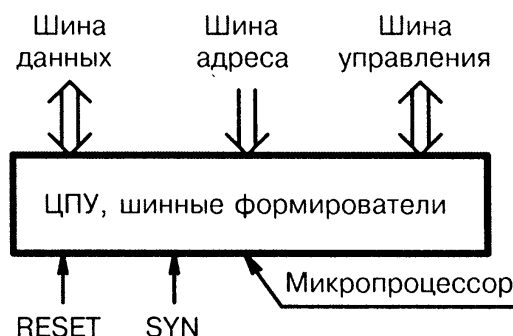 Шина Шина Шина
данных адреса управления
ЦПУ, шинные формирователи
Микропроцессор
RESET SYN